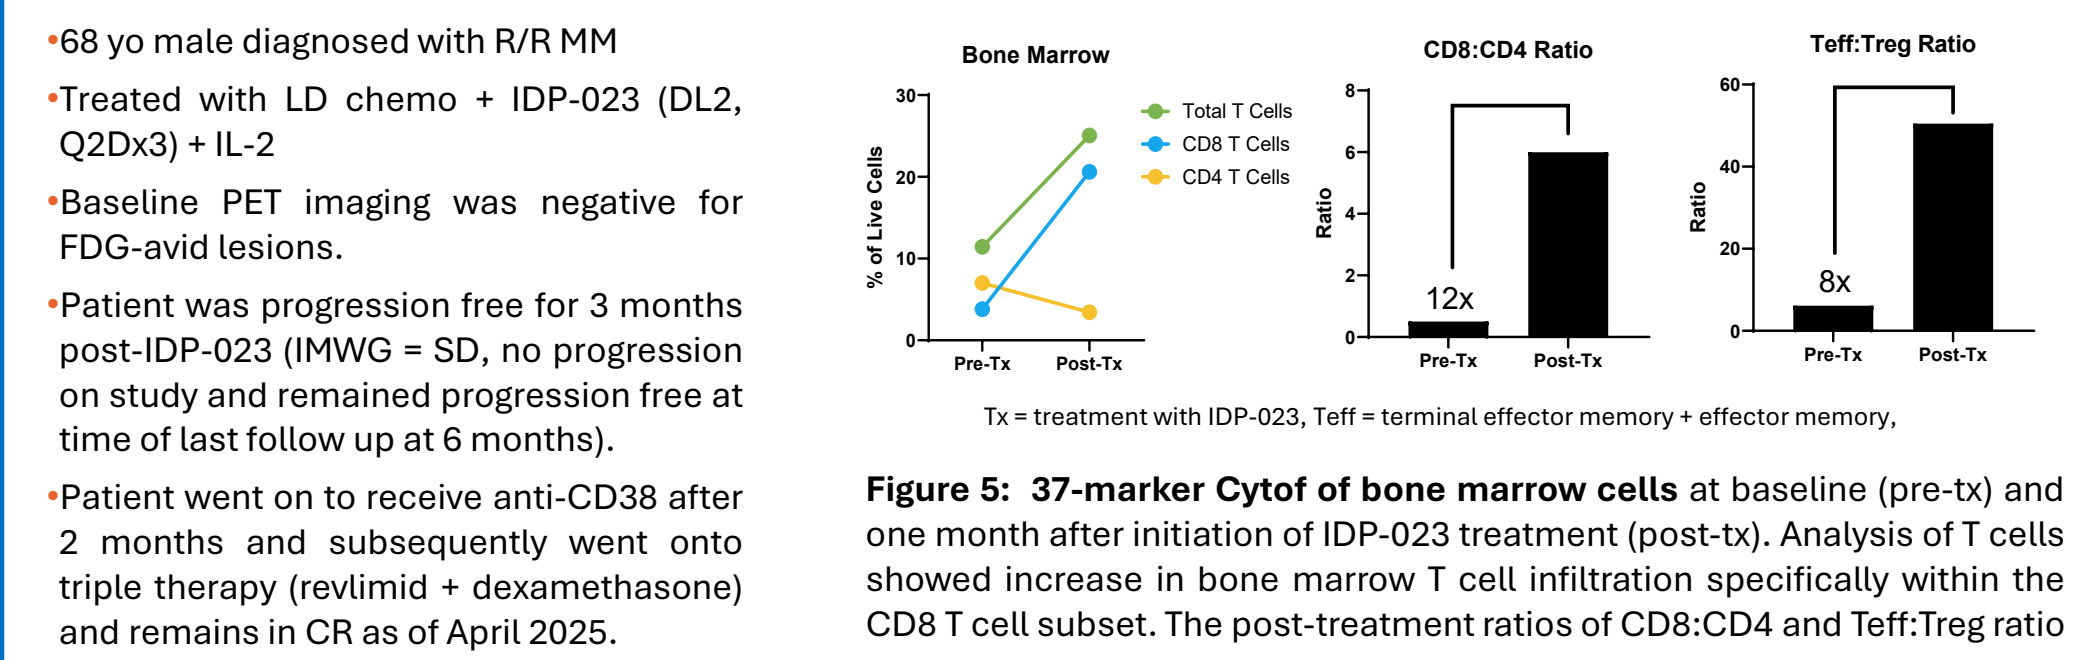 •68 yo male diagnosed with R/R MM
•Treated with LD chemo + IDP-023 (DL2,
Q2Dx3) + IL-2
•Baseline PET imaging was negative for
FDG-avid lesions.
•Patient was progression free for 3 months
post-IDP-023 (IMWG = SD, no progression
on study and remained progression free at
time of last follow up at 6 months).
•Patient went on to receive anti-CD38 after
2 months and subsequently went onto
triple therapy (revlimid + dexamethasone)
and remains in CR as of April 2025.
Bone Marrow
% of Live Cells
30
20
10
0
Pre-Tx Post-Tx
Total T Cells
CD8 T Cells
CD4 T Cells
CD8:CD4 Ratio
Ratio
8
6
4
2
0
12x
Pre-Tx Post-Tx
Teff:Treg Ratio
Ratio
60
40
20
0
8x
Pre-Tx Post-Tx
Tx = treatment with IDP-023, Teff = terminal effector memory + effector memory,
Figure 5: 37-marker Cytof of bone marrow cells at baseline (pre-tx) and
one month after initiation of IDP-023 treatment (post-tx). Analysis of T cells
showed increase in bone marrow T cell infiltration specifically within the
CD8 T cell subset. The post-treatment ratios of CD8:CD4 and Teff:Treg ratio